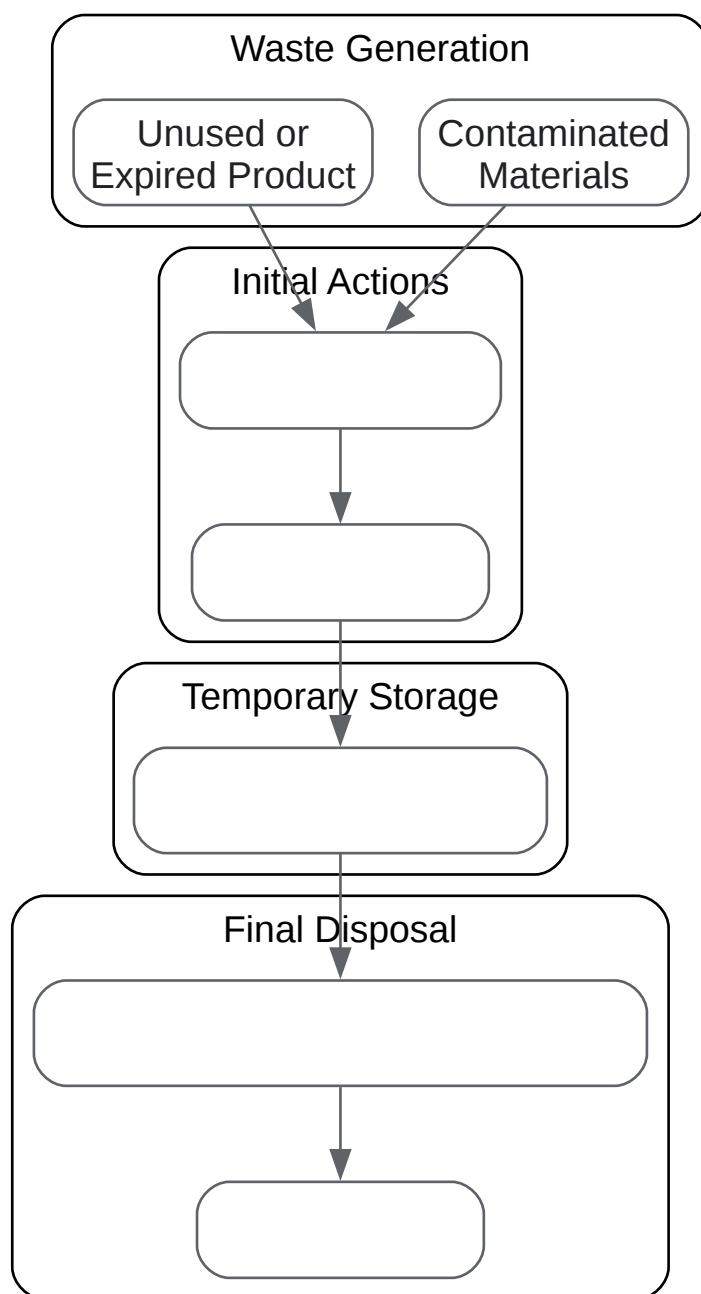 Waste Generation
Unused or
Expired Product
Contaminated
Materials
Initial Actions
Temporary Storage
Final Disposal